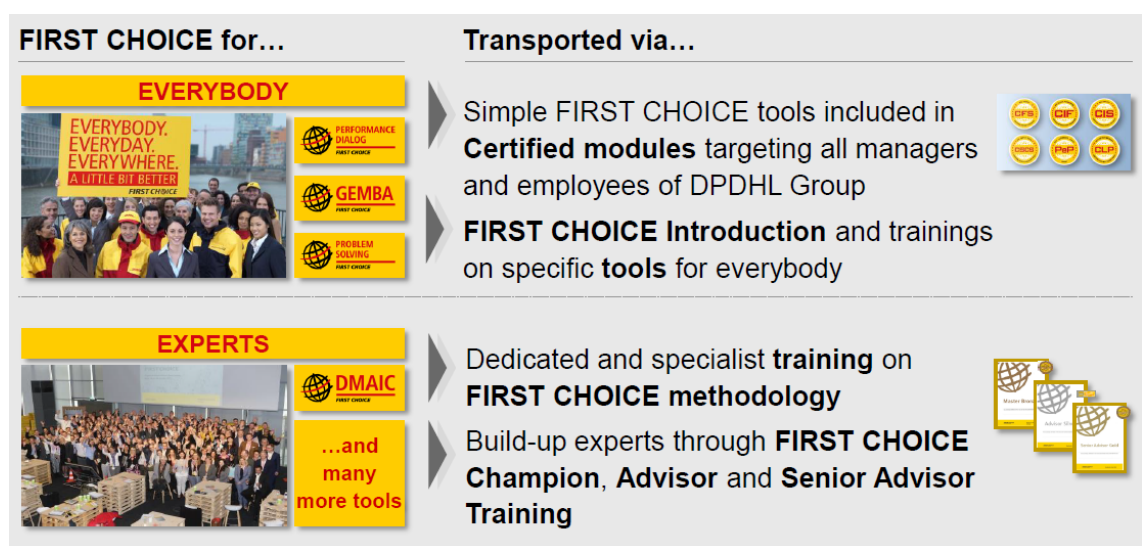 FIRST CHOICE for…
Transported via…
EVERYBODY
EVERYBODY.
EVERYDAY.
EVERYWHERE.
A LITTLE BIT BETTER
FIRST CHOICE
PERFORMANCE
DIALOG
FIRST CHOICE
GEMBA
FIRST CHOICE
PROBLEM
SOLVING
FIRST CHOICE
Simple FIRST CHOICE tools included in
Certified modules targeting all managers
and employees of DPDHL Group
FIRST CHOICE Introduction and trainings
on specific tools for everybody
CFS
CIF
CIS
CLP
EXPERTS
DMAIC
FIRST CHOICE
…and
many
more tools
Dedicated and specialist training on
FIRST CHOICE methodology
Build-up experts through FIRST CHOICE
Champion, Advisor and Senior Advisor
Training